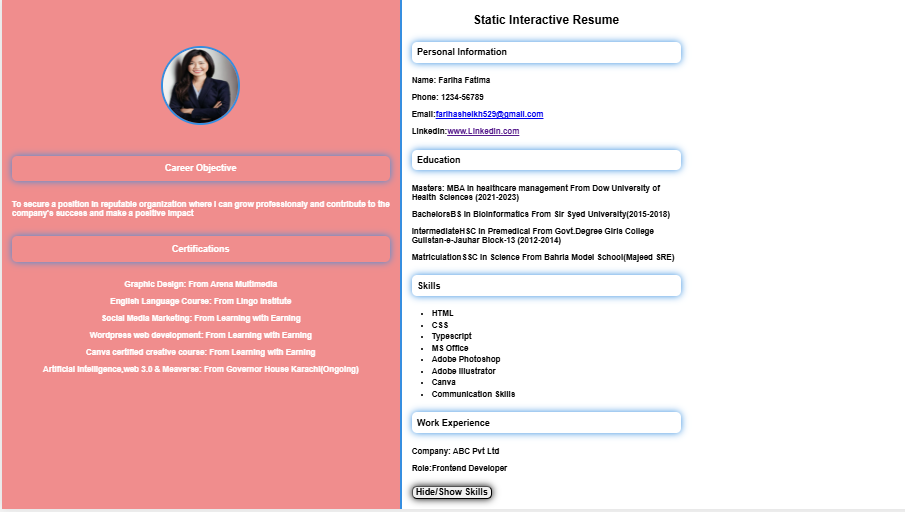 Career Objective
To secure a position in reputable organization where I can grow professionaly and contribute to the
company's success and make a positive impact
Certifications
Graphic Design: From Arena Multimedia
English Language Course: From Lingo Institute
Social Media Marketing: From Learning with Earning
Wordpress web development: From Learning with Earning
Canva certified creative course: From Learning with Earning
Artificial Intelligence,web 3.0 & Meaverse: From Governor House Karachi(Ongoing)
Static Interactive Resume
Personal Information
Name: Fariha Fatima
Phone: 1234-56789
Email:farihasheikh529@gmail.com
Linkedin:www.Linkedin.com
Education
Masters: MBA in healthcare management From Dow University of
Health Sciences (2021-2023)
BachelorsBS in Bioinformatics From Sir Syed University(2015-2018)
IntermediateHSC in Premedical From Govt.Degree Girls College
Gulistan-e-Jauhar Block-13 (2012-2014)
MatriculationSSC in Science From Bahria Model School(Majeed SRE)
Skills
HTML
CSS
Typescript
MS Office
Adobe Photoshop
Adobe Illustrator
Canva
Communication Skills
Work Experience
Company: ABC Pvt Ltd
Role:Frontend Developer
Hide/Show Skills